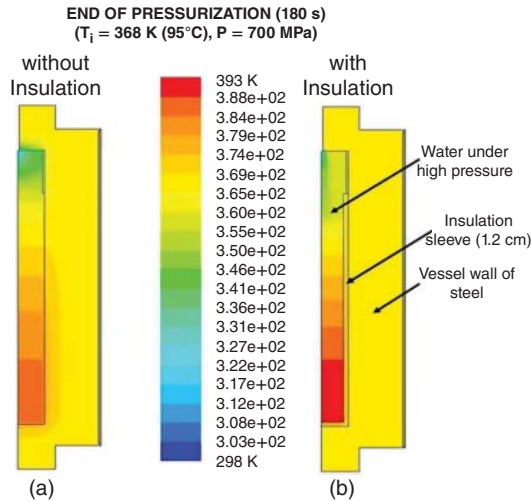 END OF PRESSURIZATION (180 s)
(Ti = 368 K (95°C), P = 700 MPa)
without
Insulation
with
Insulation
393 K
3.88e+02
3.84e+02
3.79e+02
3.74e+02
3.69e+02
3.65e+02
3.60e+02
3.55e+02
3.50e+02
3.46e+02
3.41e+02
3.36e+02
3.31e+02
3.27e+02
3.22e+02
3.17e+02
3.12e+02
3.08e+02
3.03e+02
298 K
Water under
high pressure
Insulation
sleeve (1.2 cm)
Vessel wall of
steel
(a)
(b)